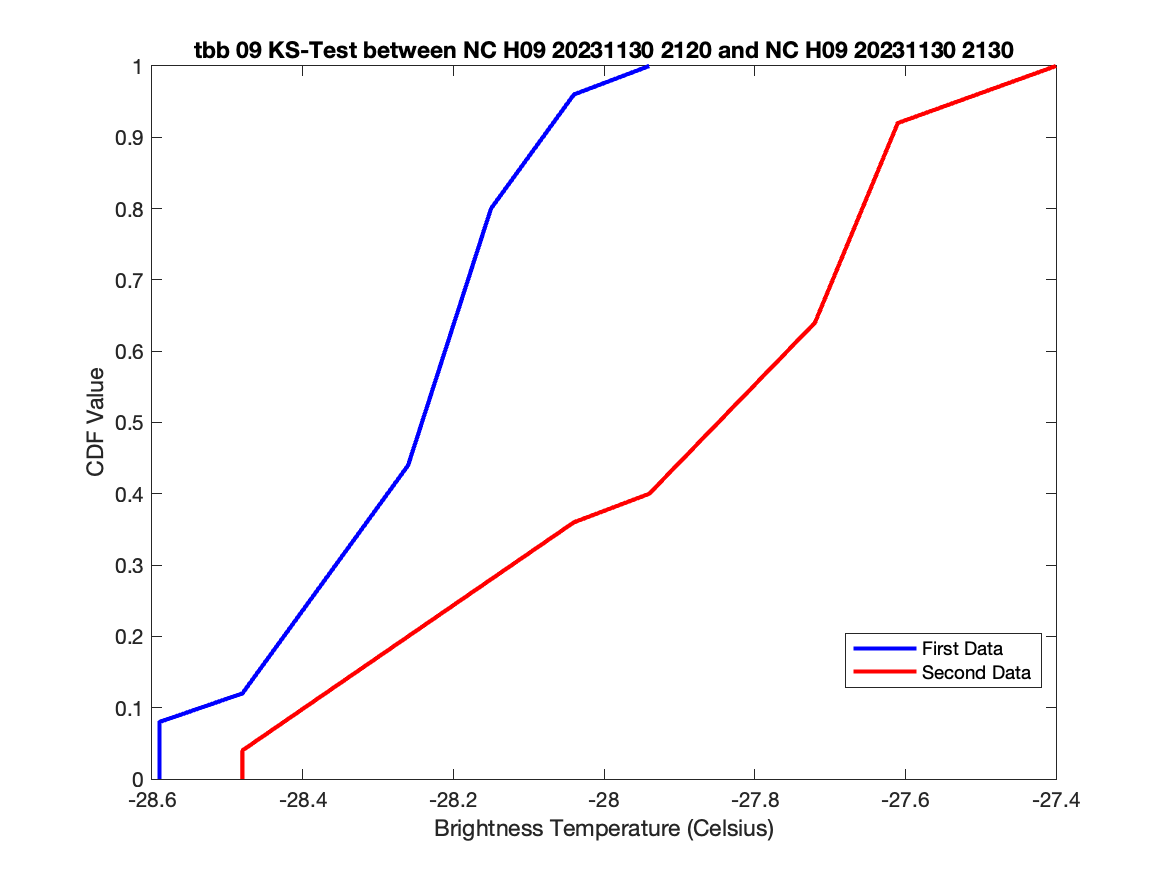 tbb 09 KS-Test between NC H09 20231130 2120 and NC H09 20231130 2130
1
0.9
0.8
0.7
0.6
0.5
0.4
0.3
0.2
0.1
0
CDF Value
First Data
Second Data
-28.6 -28.4 -28.2 -28 -27.8 -27.6 -27.4
Brightness Temperature (Celsius)